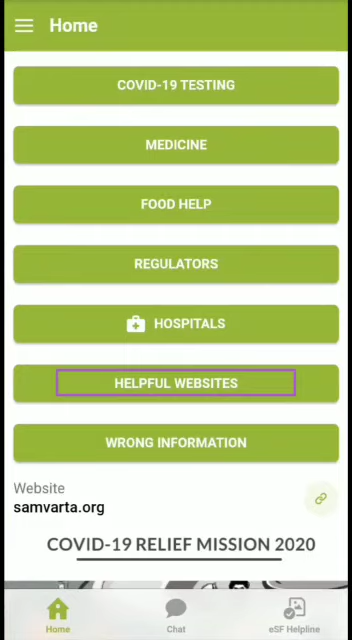 Home
COVID-19 TESTING
MEDICINE
FOOD HELP
REGULATORS
HOSPITALS
HELPFUL WEBSITES
WRONG INFORMATION
Website
samvarta.org
COVID-19 RELIEF MISSION 2020
Home
Chat
eSF Helpline